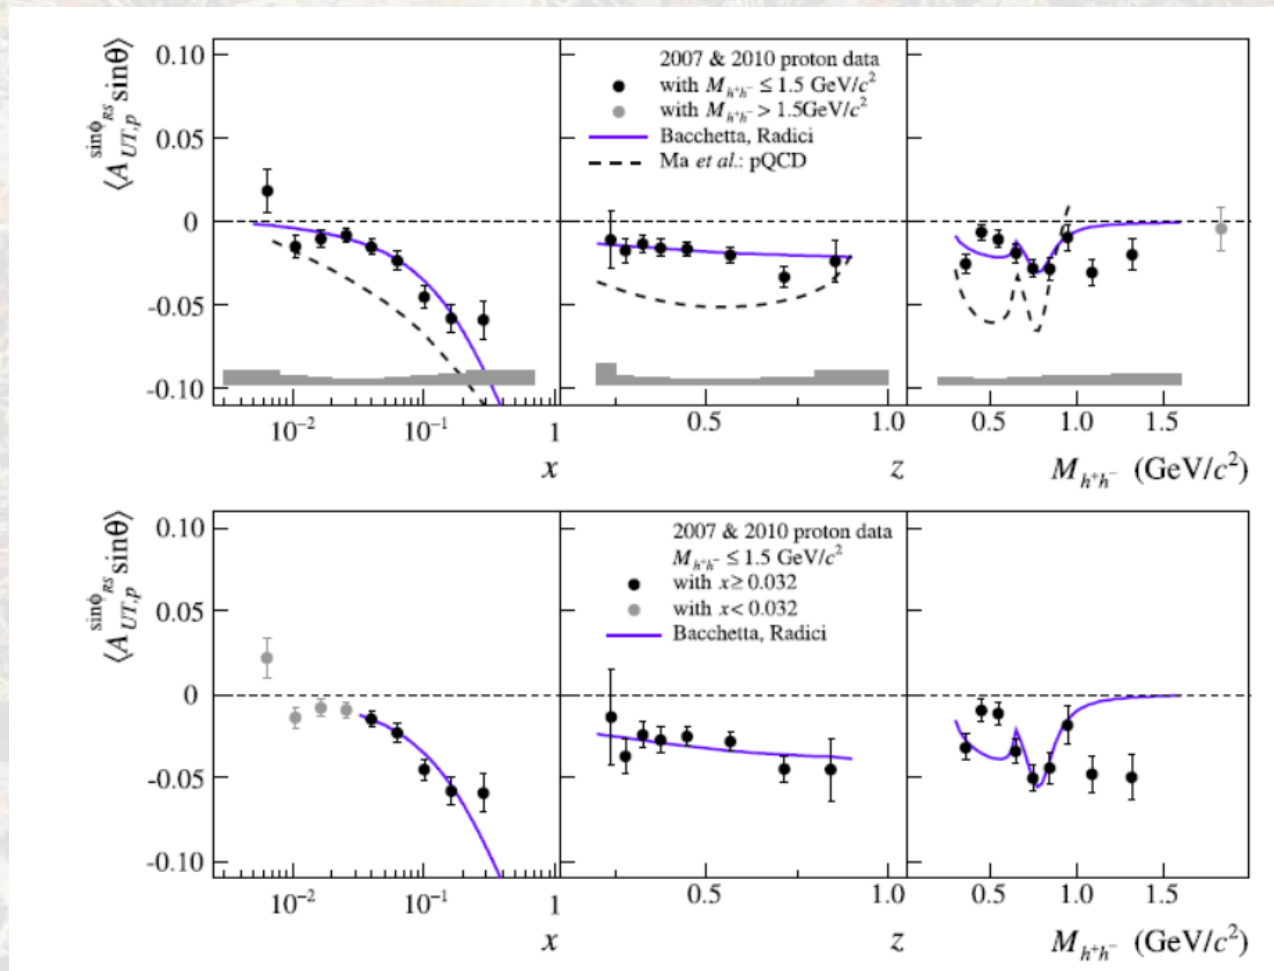 ⟨A^{sinϕ_{RS}}_{UT,p} sinθ⟩
0.10
0.05
0
-0.05
-0.10
2007 & 2010 proton data
with M_{h⁺h⁻} ≤ 1.5 GeV/c²
with M_{h⁺h⁻} > 1.5GeV/c²
Bacchetta, Radici
Ma et al.: pQCD
10⁻² 10⁻¹ 1
x
0.5 1.0
z
0.5 1.0 1.5
M_{h⁺h⁻} (GeV/c²)
⟨A^{sinϕ_{RS}}_{UT,p} sinθ⟩
0.10
0.05
0
-0.05
-0.10
2007 & 2010 proton data
M_{h⁺h⁻} ≤ 1.5 GeV/c²
with x≥ 0.032
with x< 0.032
Bacchetta, Radici
10⁻² 10⁻¹ 1
x
0.5 1.0
z
0.5 1.0 1.5
M_{h⁺h⁻} (GeV/c²)